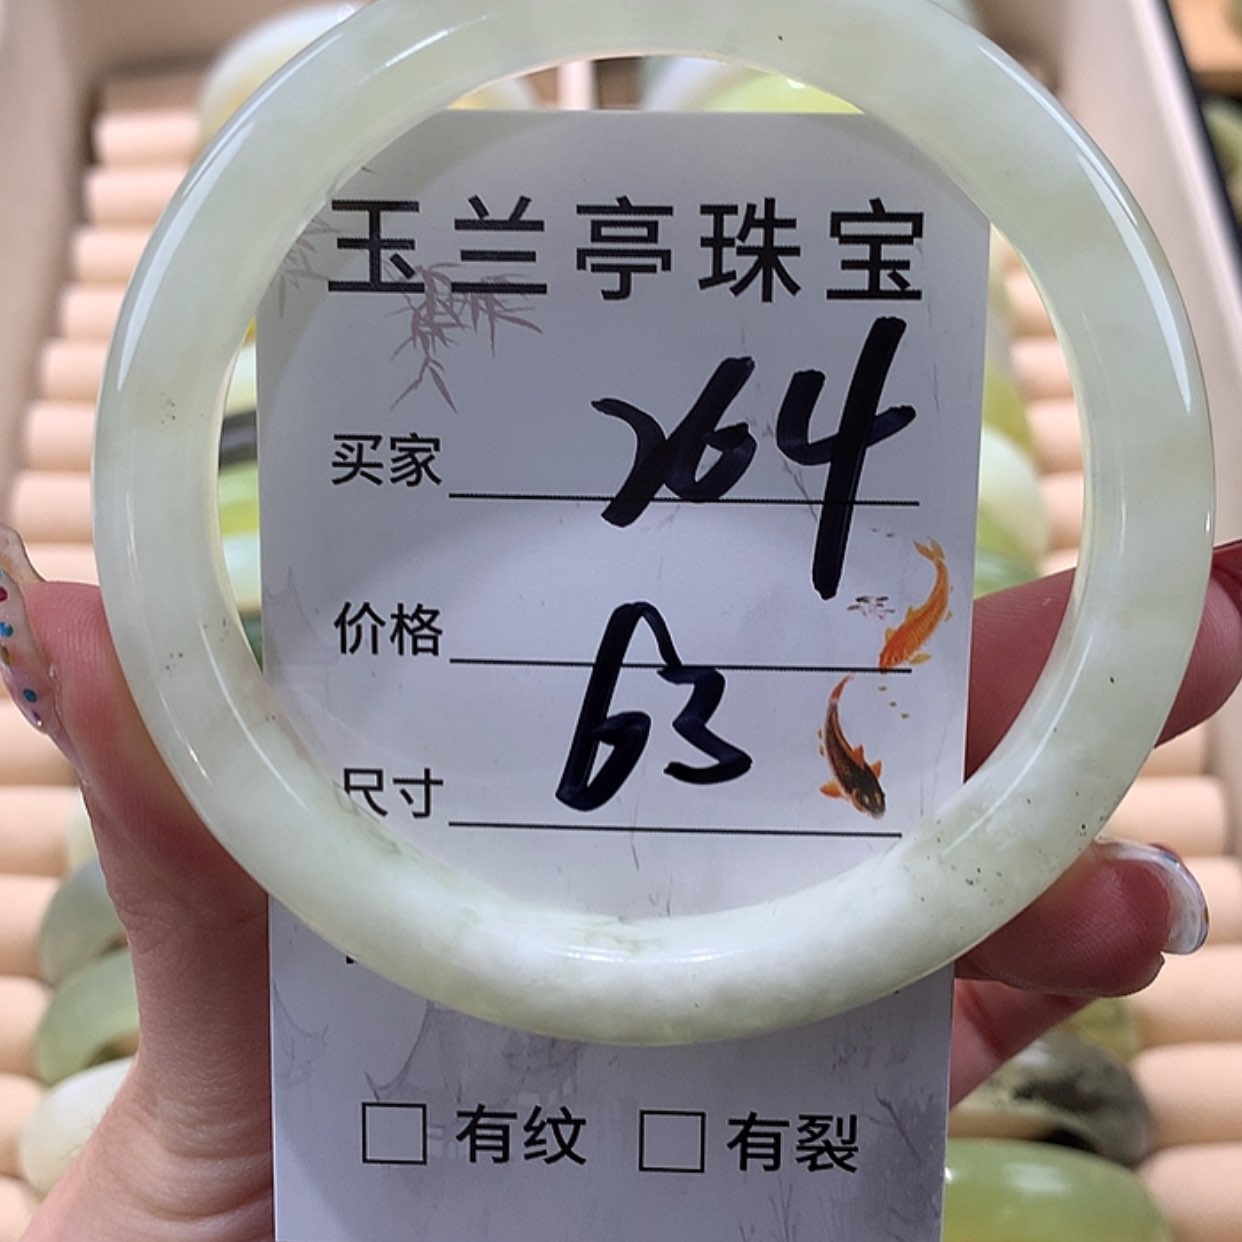 玉兰亭珠宝
买家 264
价格
尺寸 63
有纹 有裂